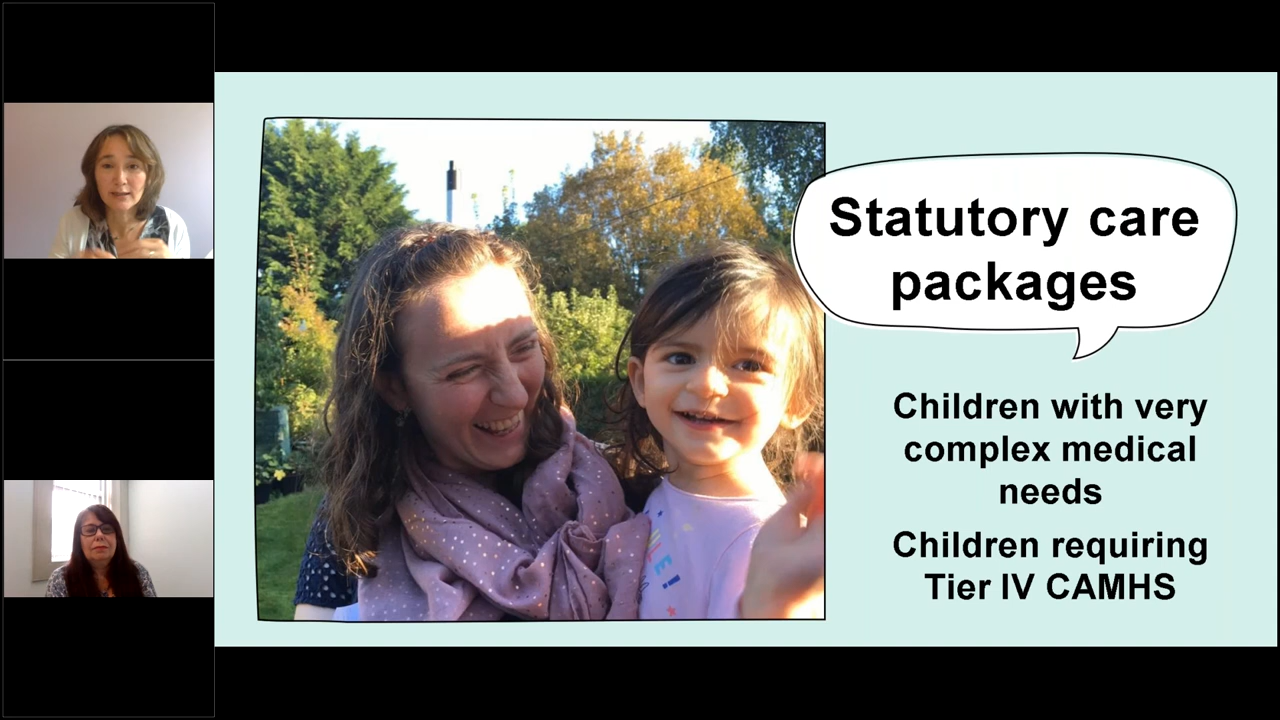 Statutory care
packages
Children with very
complex medical
needs
Children requiring
Tier IV CAMHS